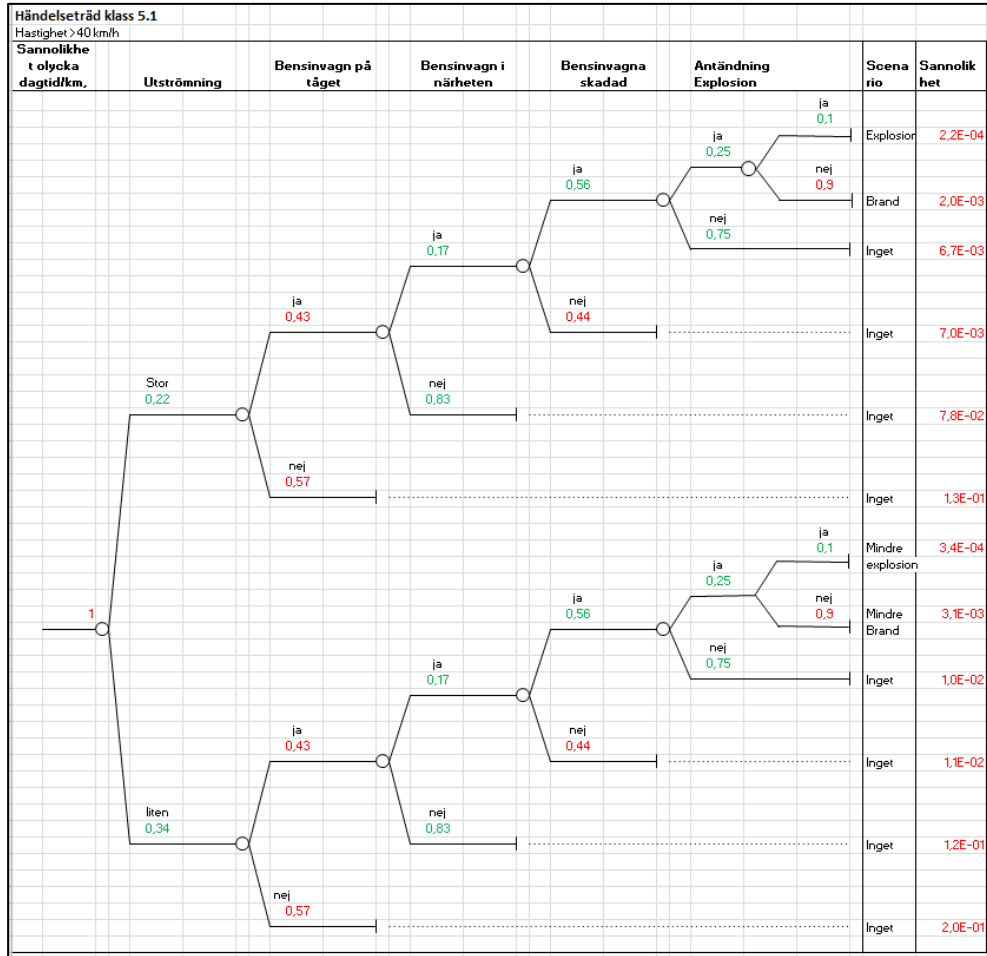 Händelseträd klass 5.1
Hastighet >40 km/h
Sannolikhe
t olycka
dagtid/km,
Utströmning
Bensinvagn på
tåget
Bensinvagn i
närheten
Bensinvagna
skadad
Antändning
Explosion
Scena
rio
Sannolik
het
ja
0,1
Explosion
2,2E-04
ja
0,25
nej
0,9
Brand
2,0E-03
ja
0,56
nej
0,75
Inget
6,7E-03
ja
0,17
nej
0,44
Inget
7,0E-03
ja
0,43
nej
0,83
Inget
7,8E-02
Stor
0,22
nej
0,57
Inget
1,3E-01
ja
0,1
Mindre
explosion
3,4E-04
ja
0,25
nej
0,9
Mindre
Brand
3,1E-03
1
ja
0,56
nej
0,75
Inget
1,0E-02
ja
0,17
nej
0,44
Inget
1,1E-02
ja
0,43
nej
0,83
Inget
1,2E-01
liten
0,34
nej
0,57
Inget
2,0E-01